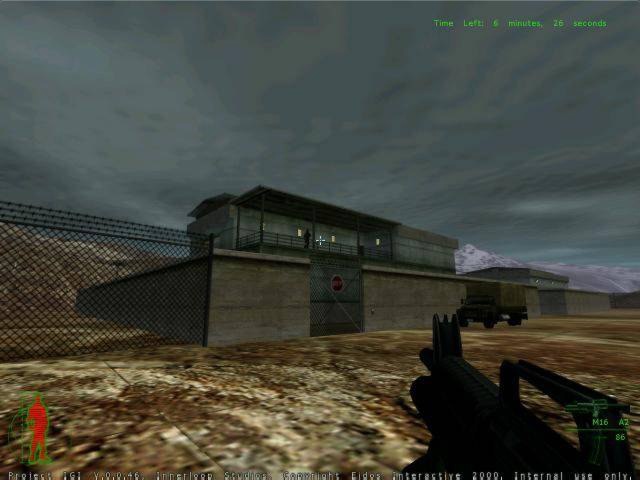 Time Left: 6 minutes, 26 seconds
M16 A2
86
Project IGI V.0.0.46. Innerloop Studios. Copyright Eidos Interactive 2000. Internal use only.